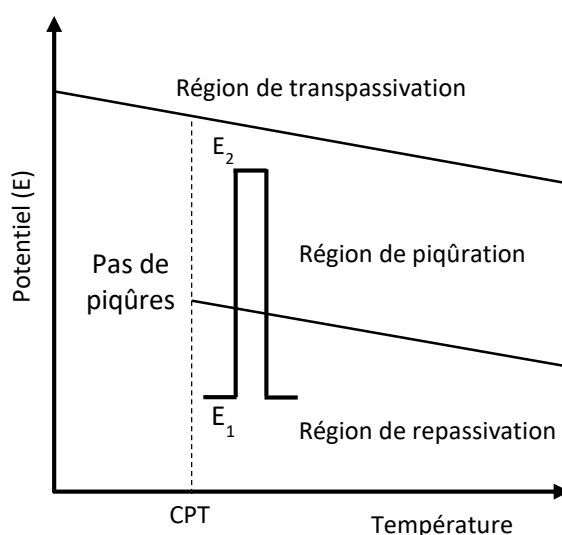 Région de transpassivation
E2
Potentiel (E)
Région de piqûration
Pas de
piqûres
E1
Région de repassivation
CPT
Température